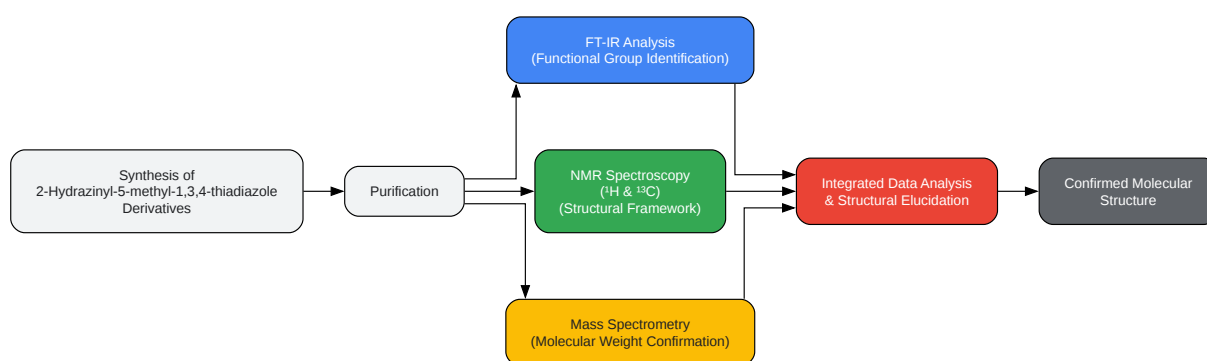 Synthesis of
2-Hydrazinyl-5-methyl-1,3,4-thiadiazole
Derivatives
Purification
FT-IR Analysis
(Functional Group Identification)
NMR Spectroscopy
(¹H & ¹³C)
(Structural Framework)
Mass Spectrometry
(Molecular Weight Confirmation)
Integrated Data Analysis
& Structural Elucidation
Confirmed Molecular
Structure